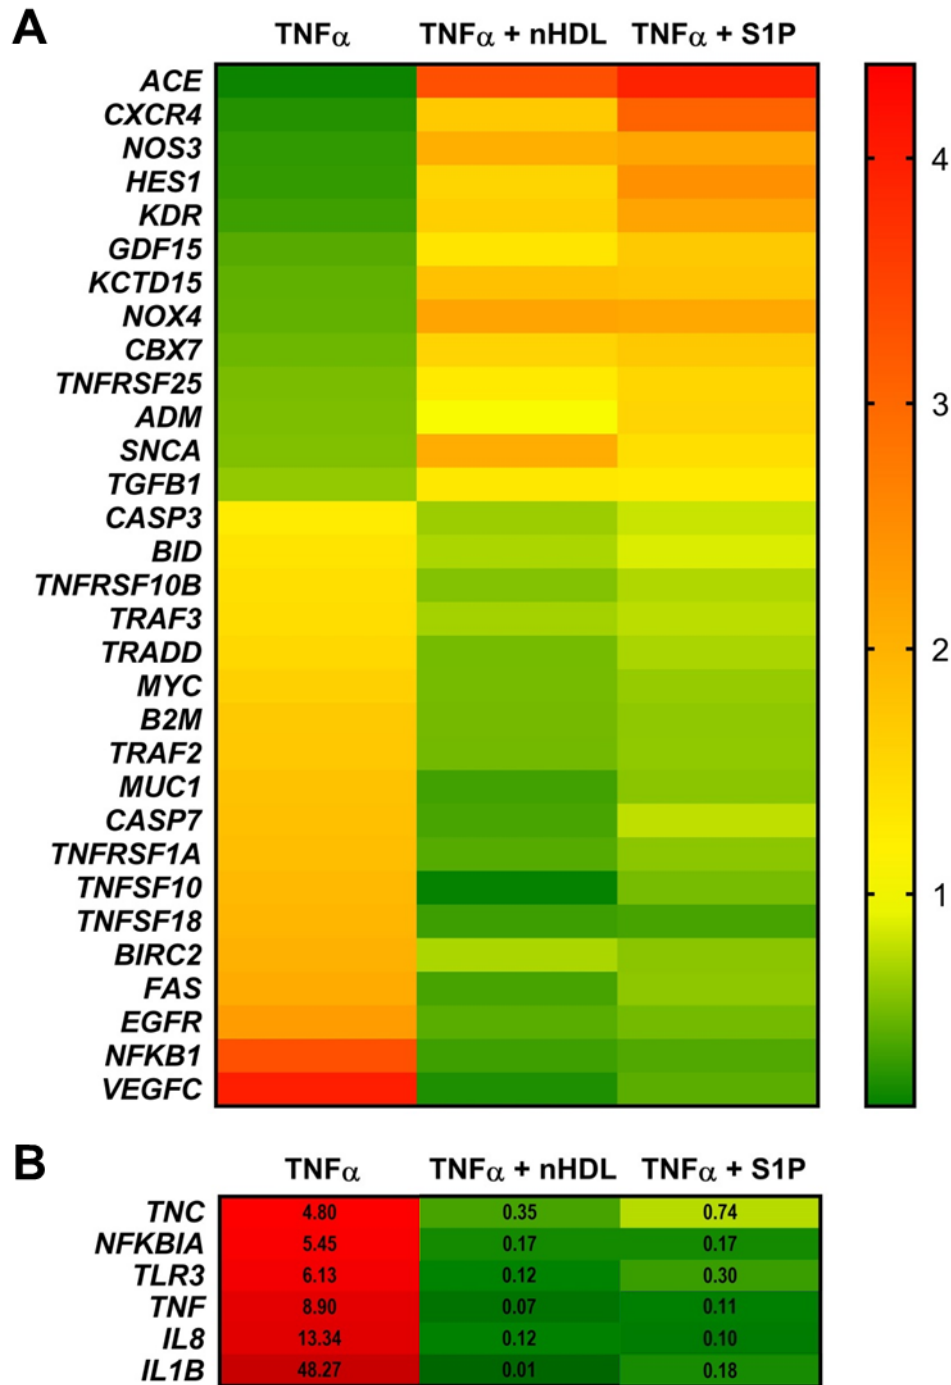 A
TNFα TNFα + nHDL TNFα + S1P
ACE
CXCR4
NOS3
HES1
KDR
GDF15
KCTD15
NOX4
CBX7
TNFRSF25
ADM
SNCA
TGFB1
CASP3
BID
TNFRSF10B
TRAF3
TRADD
MYC
B2M
TRAF2
MUC1
CASP7
TNFRSF1A
TNFSF10
TNFSF18
BIRC2
FAS
EGFR
NFKB1
VEGFC
4
3
2
1
B
TNFα TNFα + nHDL TNFα + S1P
TNC 4.80 0.35 0.74
NFKBIA 5.45 0.17 0.17
TLR3 6.13 0.12 0.30
TNF 8.90 0.07 0.11
IL8 13.34 0.12 0.10
IL1B 48.27 0.01 0.18